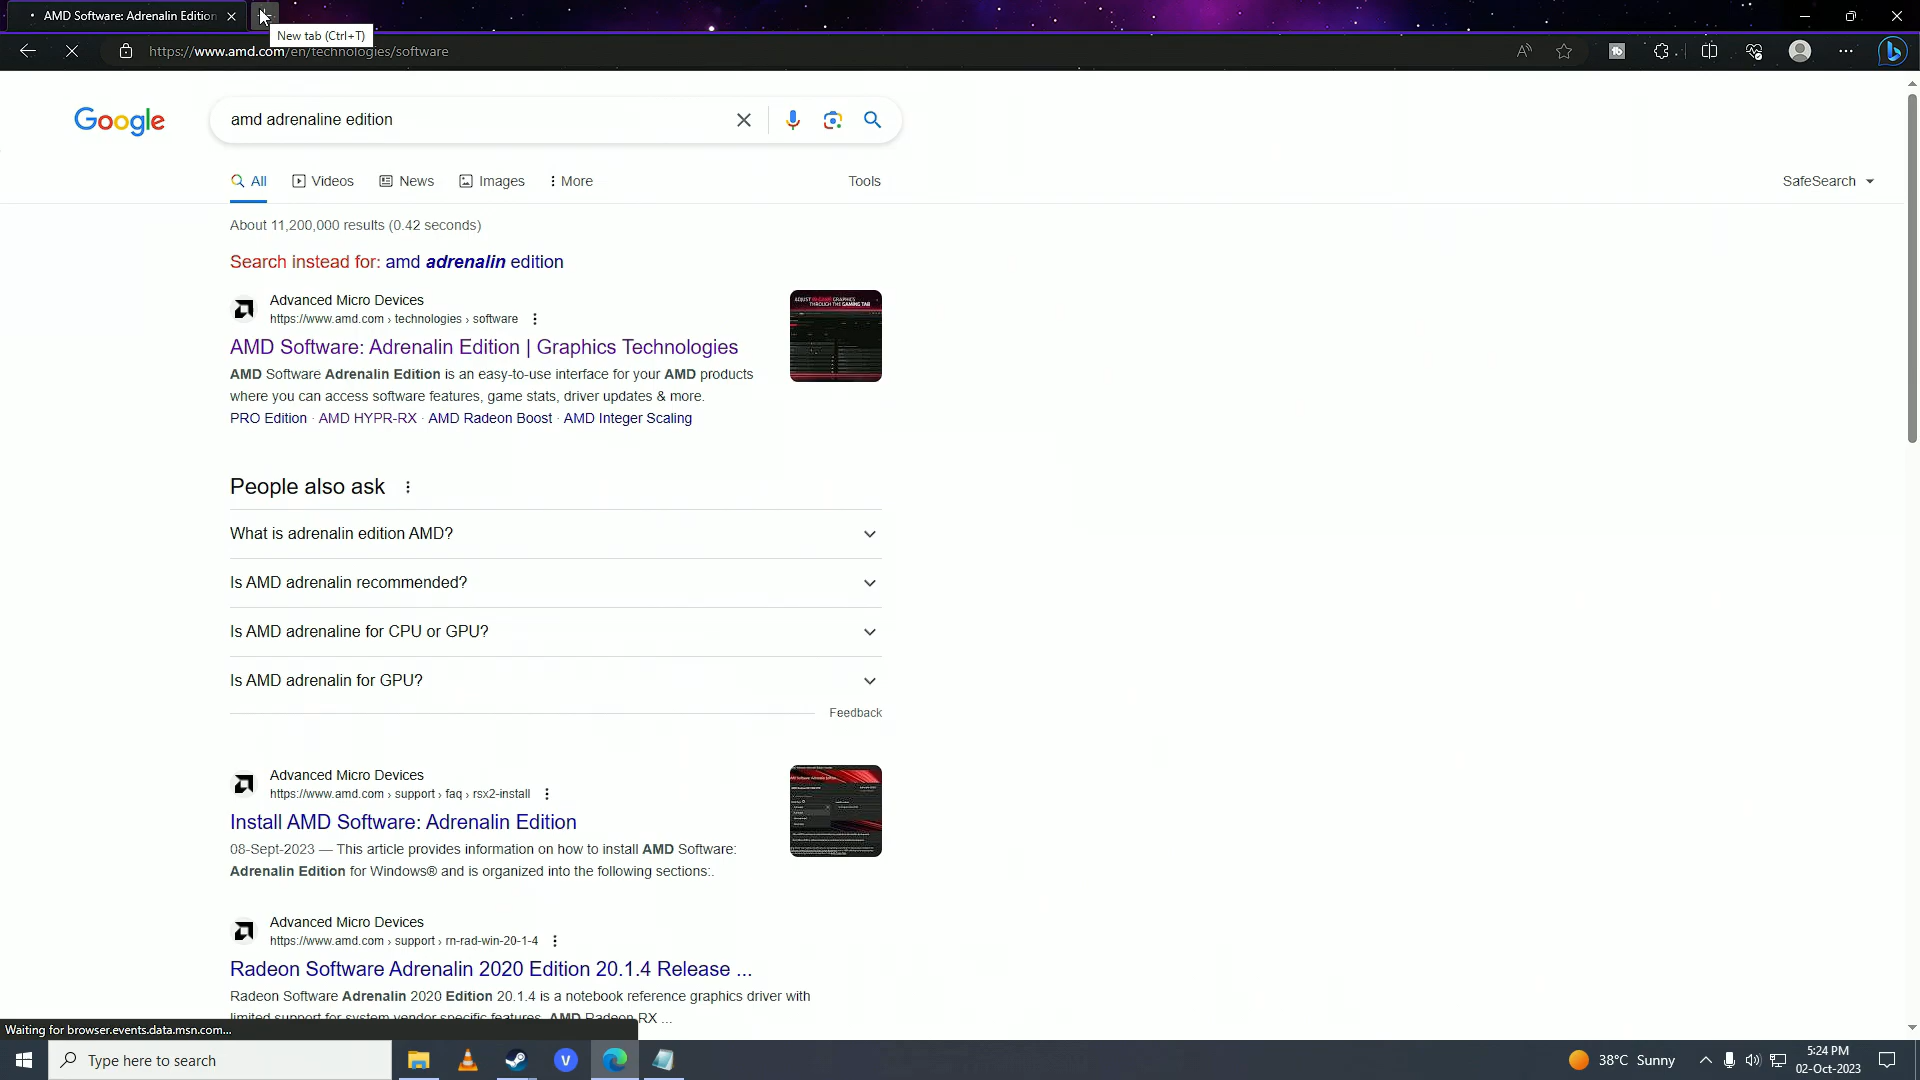 AMD Software: Adrenalin Edition
New tab (Ctrl+T)
https://www.amd.com/en/technologies/software
Google
amd adrenaline edition
All
Videos
News
Images
More
Tools
SafeSearch
About 11,200,000 results (0.42 seconds)
Search instead for: amd adrenalin edition
Advanced Micro Devices
https://www.amd.com › technologies › software
ADJUST IN-GAME GRAPHICS
THROUGH THE GAMING TAB
AMD Software: Adrenalin Edition | Graphics Technologies
AMD Software Adrenalin Edition is an easy-to-use interface for your AMD products
where you can access software features, game stats, driver updates & more.
PRO Edition · AMD HYPR-RX · AMD Radeon Boost · AMD Integer Scaling
People also ask
What is adrenalin edition AMD?
Is AMD adrenalin recommended?
Is AMD adrenaline for CPU or GPU?
Is AMD adrenalin for GPU?
Feedback
Advanced Micro Devices
https://www.amd.com › support › faq › rsx2-install
Install AMD Software: Adrenalin Edition
08-Sept-2023 — This article provides information on how to install AMD Software:
Adrenalin Edition for Windows® and is organized into the following sections:.
Advanced Micro Devices
https://www.amd.com › support › rn-rad-win-20-1-4
Radeon Software Adrenalin 2020 Edition 20.1.4 Release ...
Radeon Software Adrenalin 2020 Edition 20.1.4 is a notebook reference graphics driver with
limited support for system vendor specific features. AMD Radeon RX ...
Waiting for browser.events.data.msn.com...
Type here to search
38°C Sunny
5:24 PM
02-Oct-2023